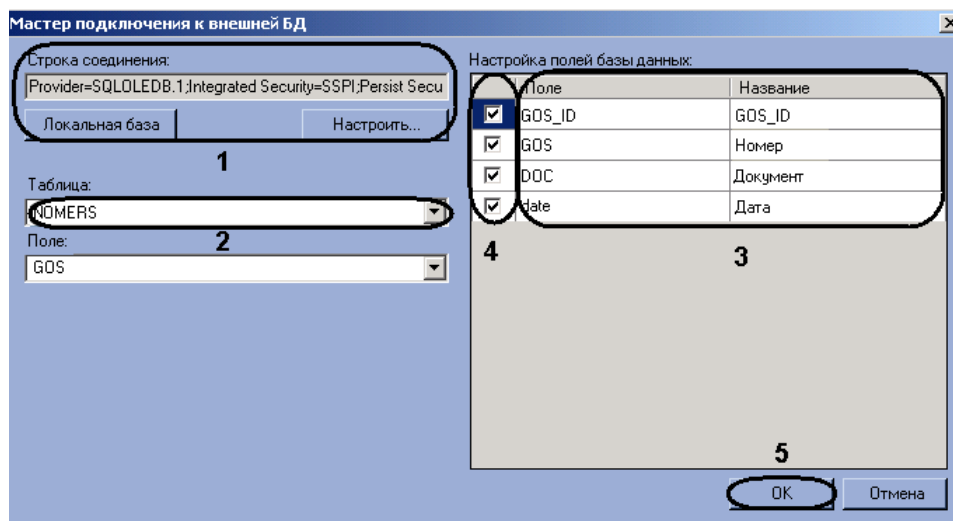 Мастер подключения к внешней БД
Строка соединения:
Provider=SQLOLEDB.1;Integrated Security=SSPI;Persist Secu
Локальная база Настроить...
1
Таблица:
NOMERS
2
Поле:
GOS
Настройка полей базы данных:
Поле Название
GOS_ID GOS_ID
GOS Номер
DOC Документ
date Дата
4 3
5
OK Отмена